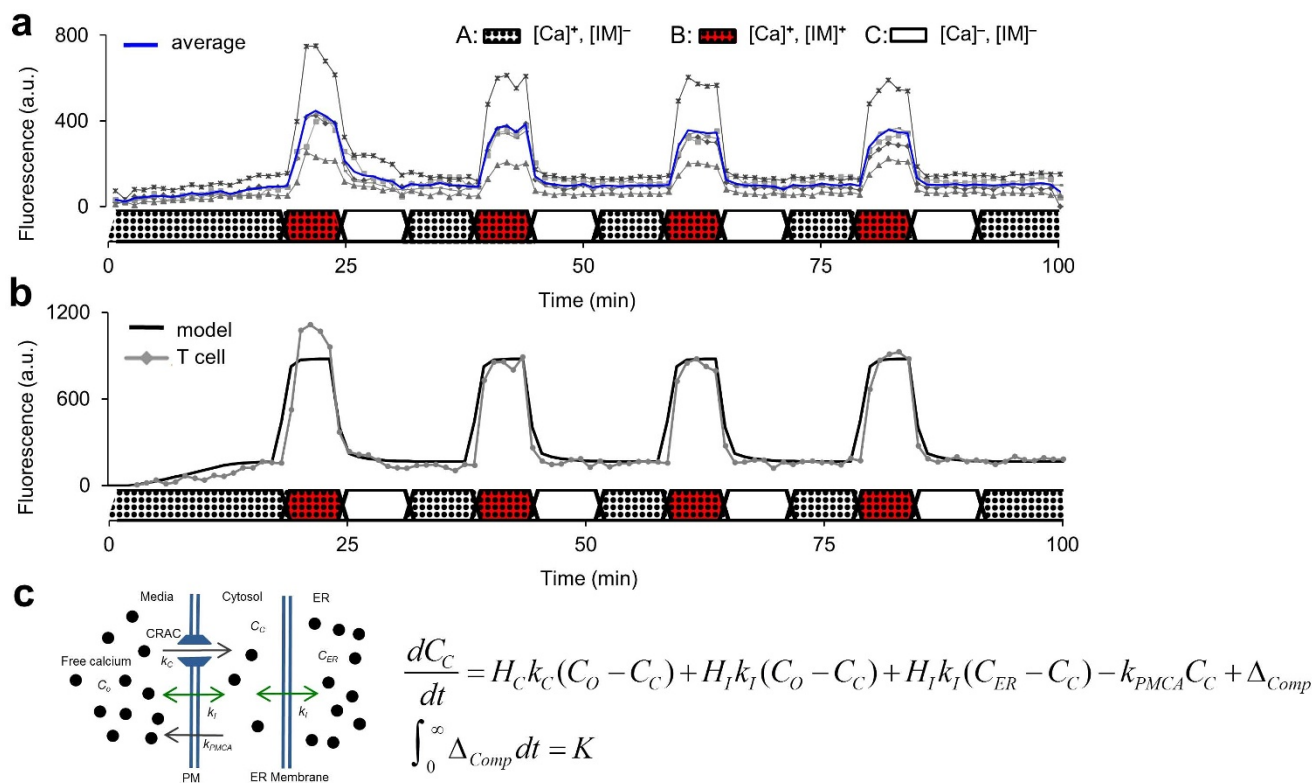 a
average
A: [Ca]⁺, [IM]⁻ B: [Ca]⁺, [IM]⁺ C: [Ca]⁻, [IM]⁻
800
400
0
Fluorescence (a.u.)
0 25 50 75 100
Time (min)
b
1200
600
0
Fluorescence (a.u.)
model
T cell
0 25 50 75 100
Time (min)
c
Media Cytosol ER
CRAC C_C
k_C C_ER
Free calcium
C_o
k_I k_I
k_PMCA
PM ER Membrane
dC_C/dt = H_C k_C (C_O − C_C) + H_I k_I (C_O − C_C) + H_I k_I (C_ER − C_C) − k_PMCA C_C + Δ_Comp
∫_0^∞ Δ_Comp dt = K